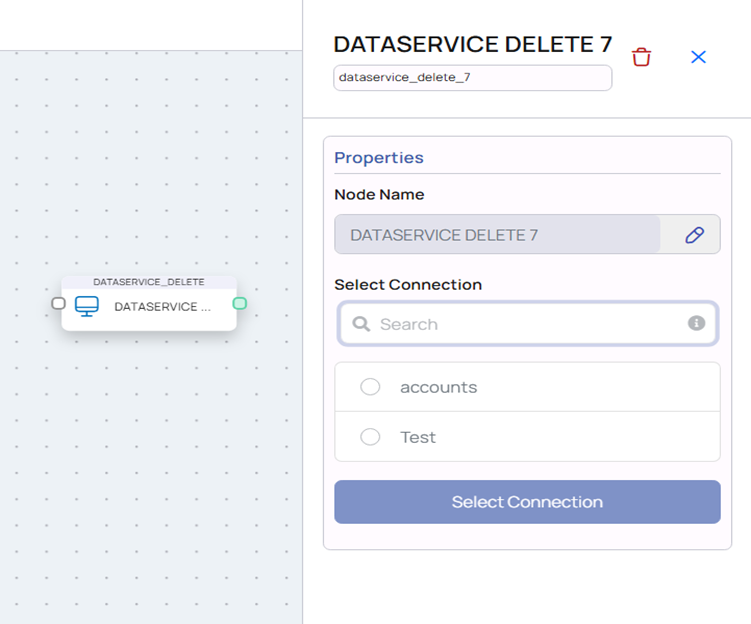 DATASERVICE DELETE 7
dataservice_delete_7
Properties
Node Name
DATASERVICE DELETE 7
Select Connection
Search
accounts
Test
Select Connection
DATASERVICE_DELETE
DATASERVICE ...